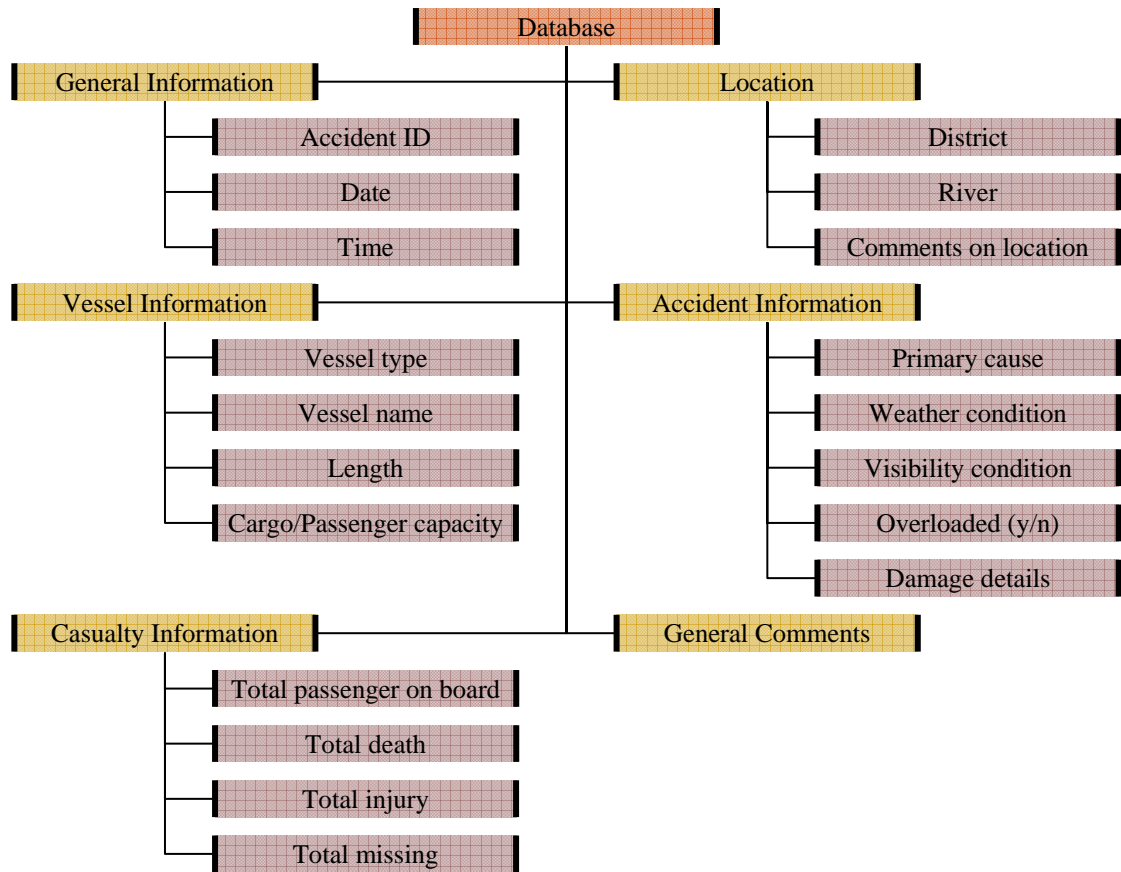 Database
General Information
Accident ID
Date
Time
Location
District
River
Comments on location
Vessel Information
Vessel type
Vessel name
Length
Cargo/Passenger capacity
Accident Information
Primary cause
Weather condition
Visibility condition
Overloaded (y/n)
Damage details
Casualty Information
Total passenger on board
Total death
Total injury
Total missing
General Comments